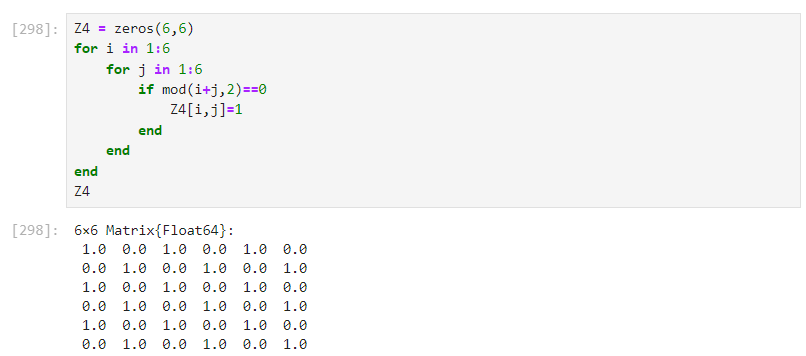 [298]: Z4 = zeros(6,6)
for i in 1:6
    for j in 1:6
        if mod(i+j,2)==0
            Z4[i,j]=1
        end
    end
end
Z4
[298]: 6×6 Matrix{Float64}:
 1.0  0.0  1.0  0.0  1.0  0.0
 0.0  1.0  0.0  1.0  0.0  1.0
 1.0  0.0  1.0  0.0  1.0  0.0
 0.0  1.0  0.0  1.0  0.0  1.0
 1.0  0.0  1.0  0.0  1.0  0.0
 0.0  1.0  0.0  1.0  0.0  1.0